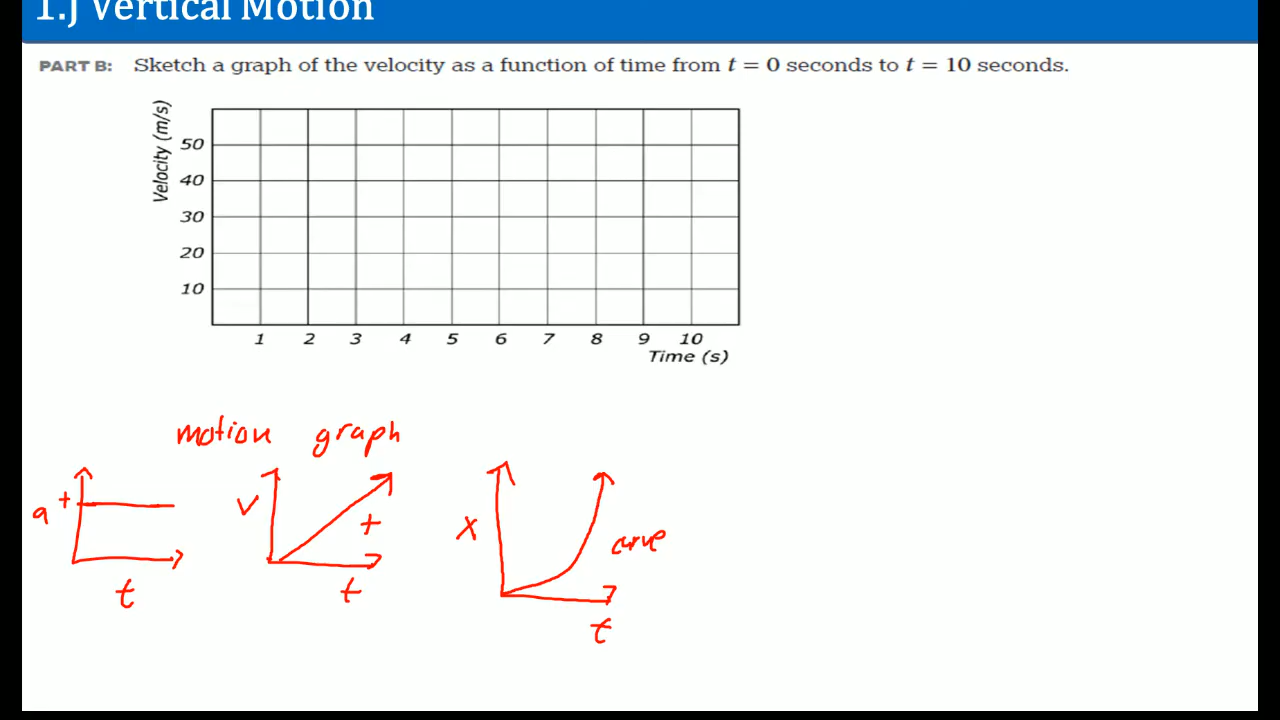 1.J Vertical Motion
PART B: Sketch a graph of the velocity as a function of time from t = 0 seconds to t = 10 seconds.
Velocity (m/s)
50
40
30
20
10
1 2 3 4 5 6 7 8 9 10
Time (s)
motion graph
a +
t
v
+
t
x
curve
t